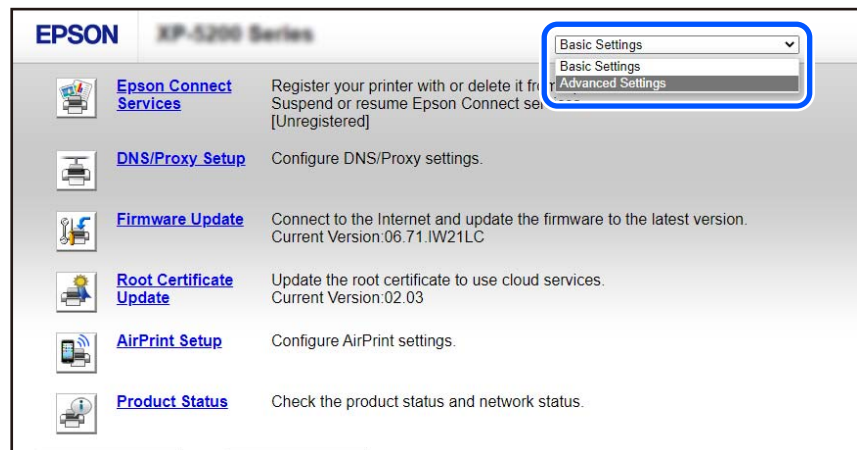 EPSON XP-5200 Series
Basic Settings
Basic Settings
Advanced Settings
Epson Connect Services
Register your printer with or delete it
Suspend or resume Epson Connect
[Unregistered]
DNS/Proxy Setup
Configure DNS/Proxy settings.
Firmware Update
Connect to the Internet and update the firmware to the latest version.
Current Version:06.71.IW21LC
Root Certificate
Update
Update the root certificate to use cloud services.
Current Version:02.03
AirPrint Setup
Configure AirPrint settings.
Product Status
Check the product status and network status.